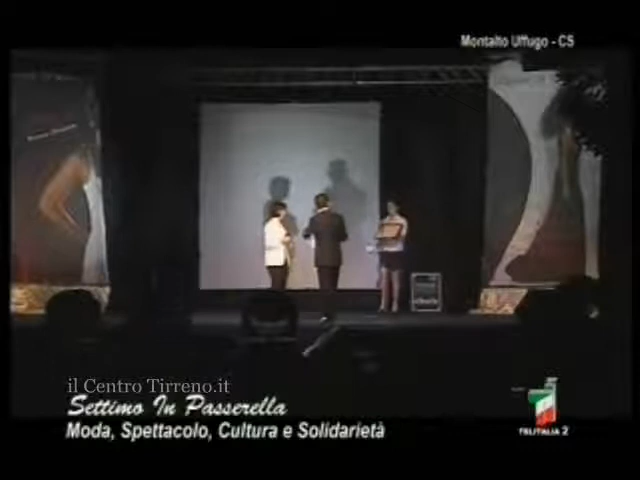 Montalto Uffugo - CS
il Centro Tirreno.it
Settimo In Passerella
Moda, Spettacolo, Cultura e Solidarietà
TELITALIA 2